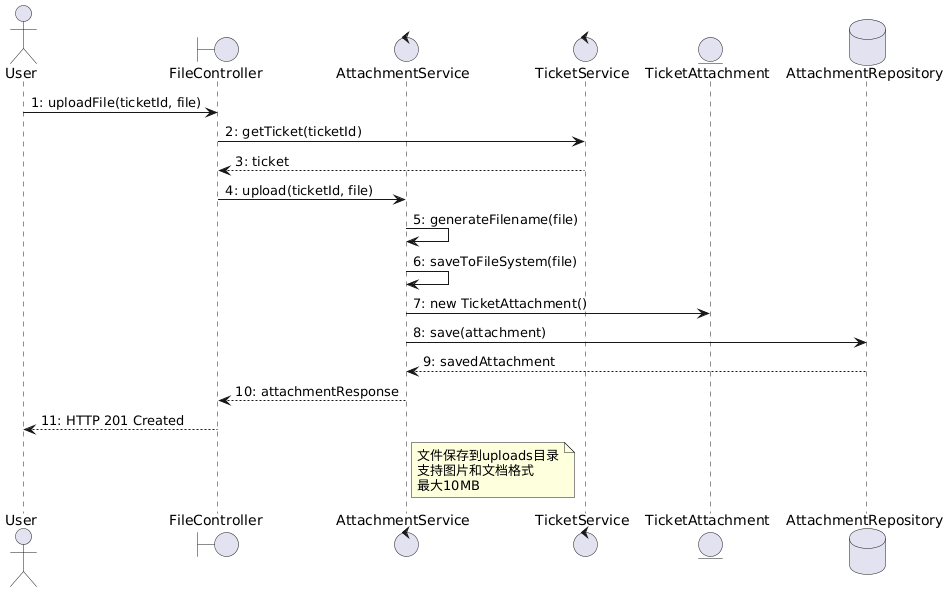 User
FileController
AttachmentService
TicketService
TicketAttachment
AttachmentRepository
1: uploadFile(ticketId, file)
2: getTicket(ticketId)
3: ticket
4: upload(ticketId, file)
5: generateFilename(file)
6: saveToFileSystem(file)
7: new TicketAttachment()
8: save(attachment)
9: savedAttachment
10: attachmentResponse
11: HTTP 201 Created
文件保存到uploads目录
支持图片和文档格式
最大10MB
User
FileController
AttachmentService
TicketService
TicketAttachment
AttachmentRepository